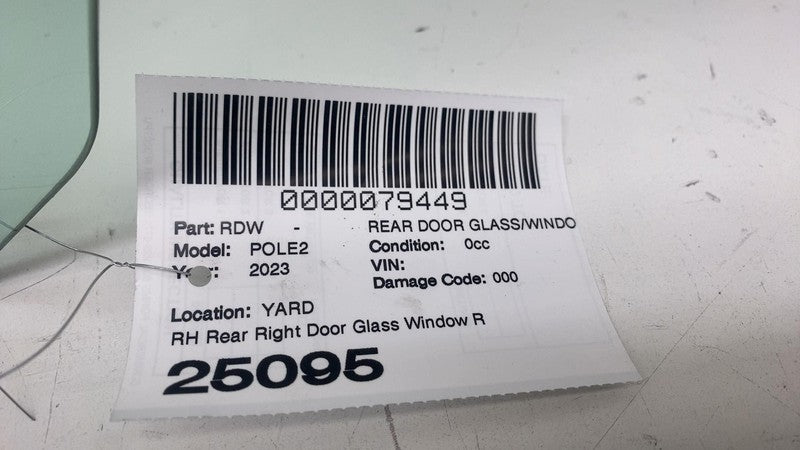 0000079449
Part: RDW - REAR DOOR GLASS/WINDO
Model: POLE2 Condition: 0cc
Year: 2023 VIN:
Damage Code: 000
Location: YARD
RH Rear Right Door Glass Window R
25095